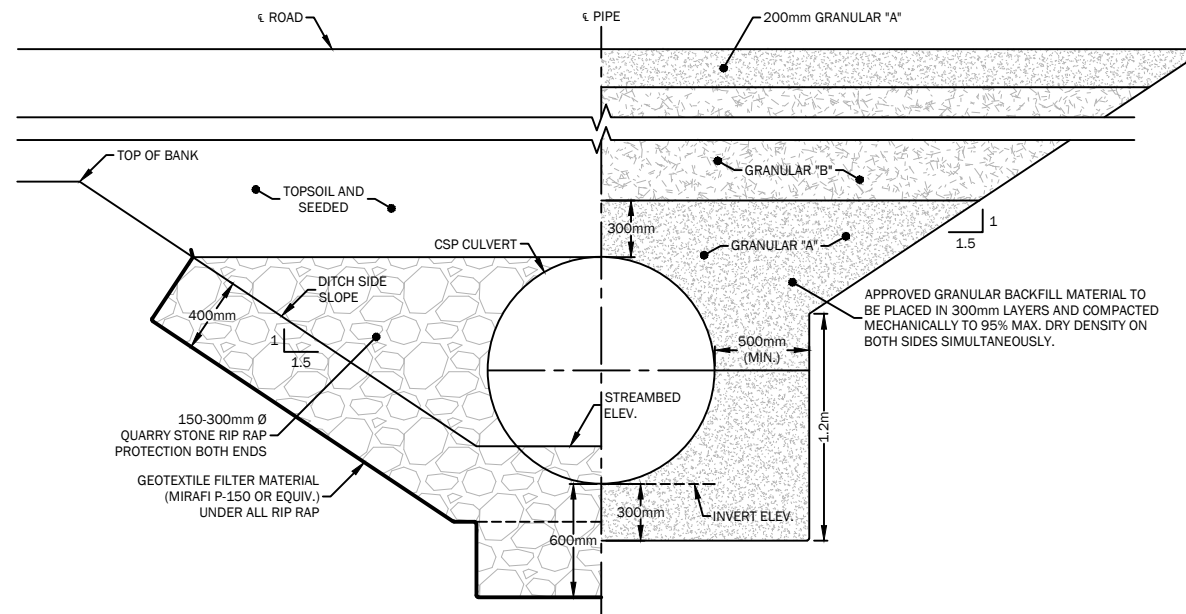 ℄ ROAD
℄ PIPE
200mm GRANULAR "A"
TOP OF BANK
TOPSOIL AND
SEEDED
GRANULAR "B"
300mm
1
1.5
CSP CULVERT
GRANULAR "A"
DITCH SIDE
SLOPE
400mm
1
1.5
APPROVED GRANULAR BACKFILL MATERIAL TO
BE PLACED IN 300mm LAYERS AND COMPACTED
MECHANICALLY TO 95% MAX. DRY DENSITY ON
BOTH SIDES SIMULTANEOUSLY.
500mm
(MIN.)
STREAMBED
ELEV.
1.2m
150-300mm Ø
QUARRY STONE RIP RAP
PROTECTION BOTH ENDS
GEOTEXTILE FILTER MATERIAL
(MIRAFI P-150 OR EQUIV.)
UNDER ALL RIP RAP
300mm
INVERT ELEV.
600mm